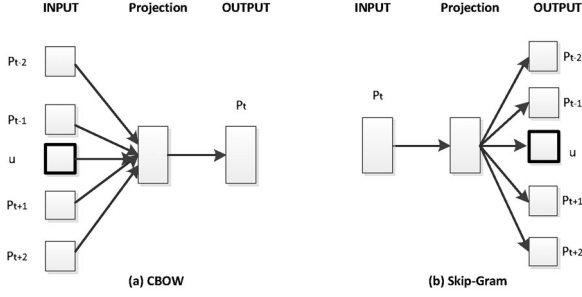 INPUT Projection OUTPUT
Pt-2
Pt-1
u
Pt+1
Pt+2
Pt
(a) CBOW
INPUT Projection OUTPUT
Pt
Pt-2
Pt-1
u
Pt+1
Pt+2
(b) Skip-Gram